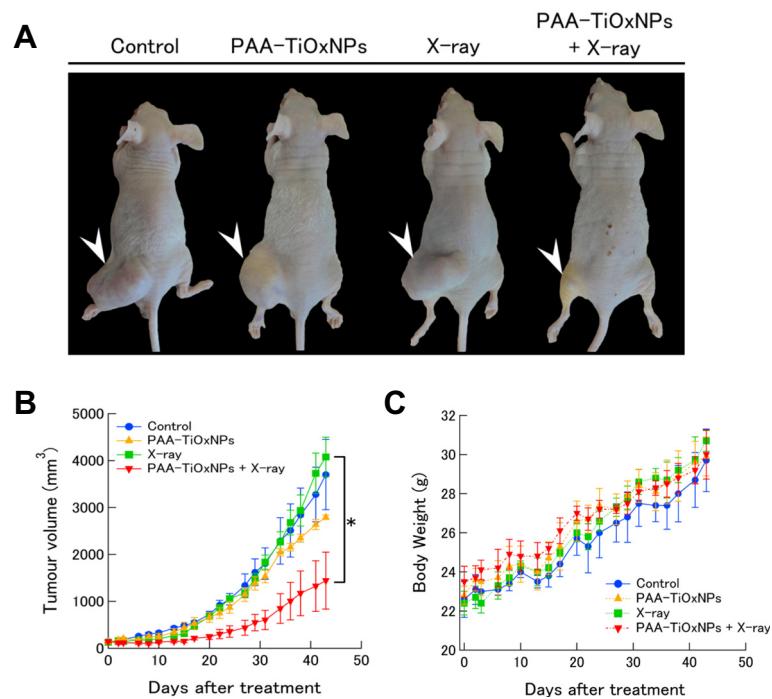 A
Control
PAA-TiOxNPs
X-ray
PAA-TiOxNPs
+ X-ray
B
Tumour volume (mm³)
5000
4000
3000
2000
1000
0
Control
PAA-TiOxNPs
X-ray
PAA-TiOxNPs + X-ray
*
0 10 20 30 40 50
Days after treatment
C
Body Weight (g)
32
30
28
26
24
22
20
Control
PAA-TiOxNPs
X-ray
PAA-TiOxNPs + X-ray
0 10 20 30 40 50
Days after treatment